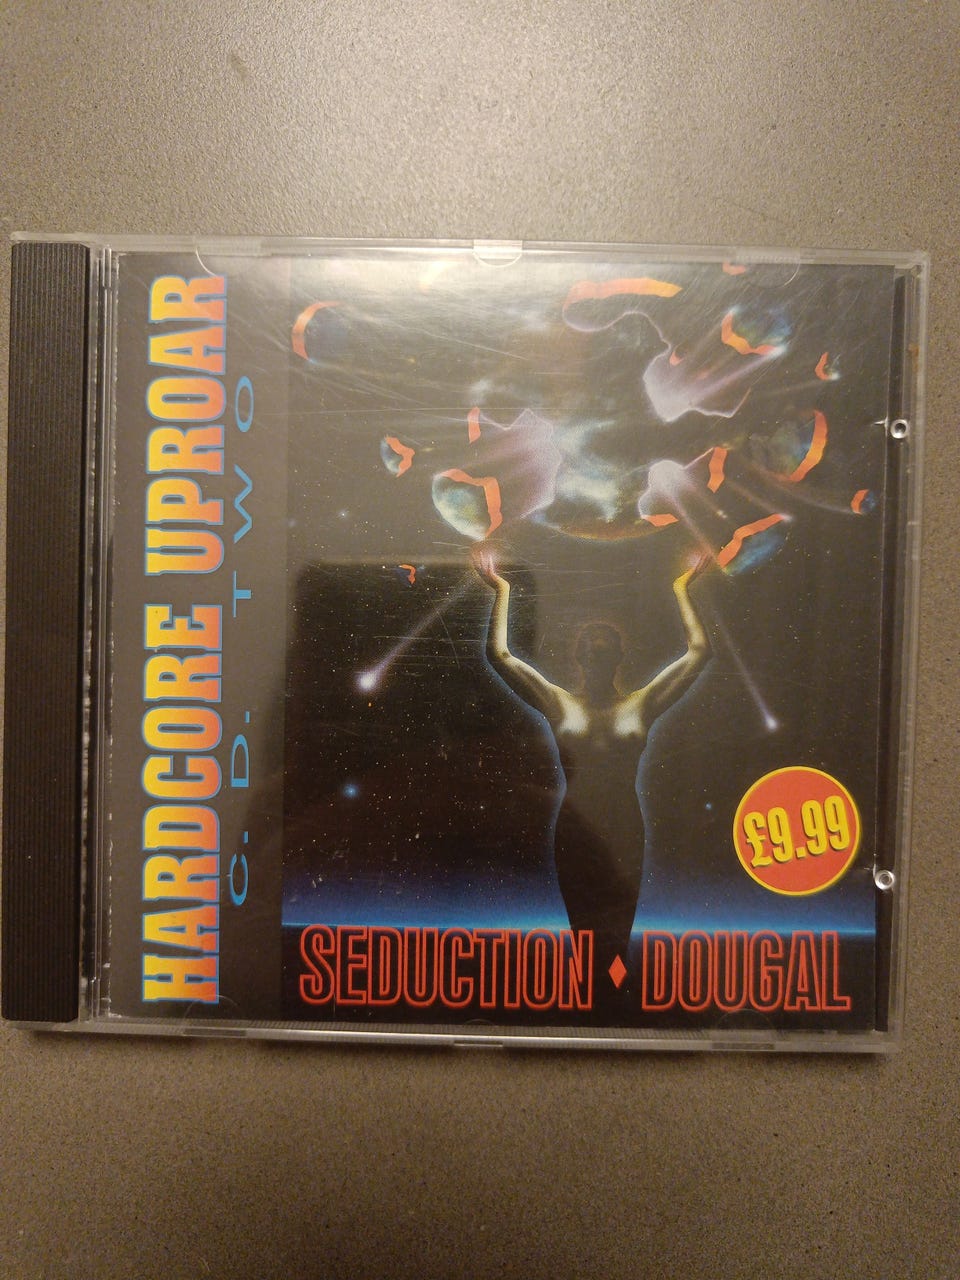 HARDCORE UPROAR
C.D. TWO
£9.99
SEDUCTION ♦ DOUGAL